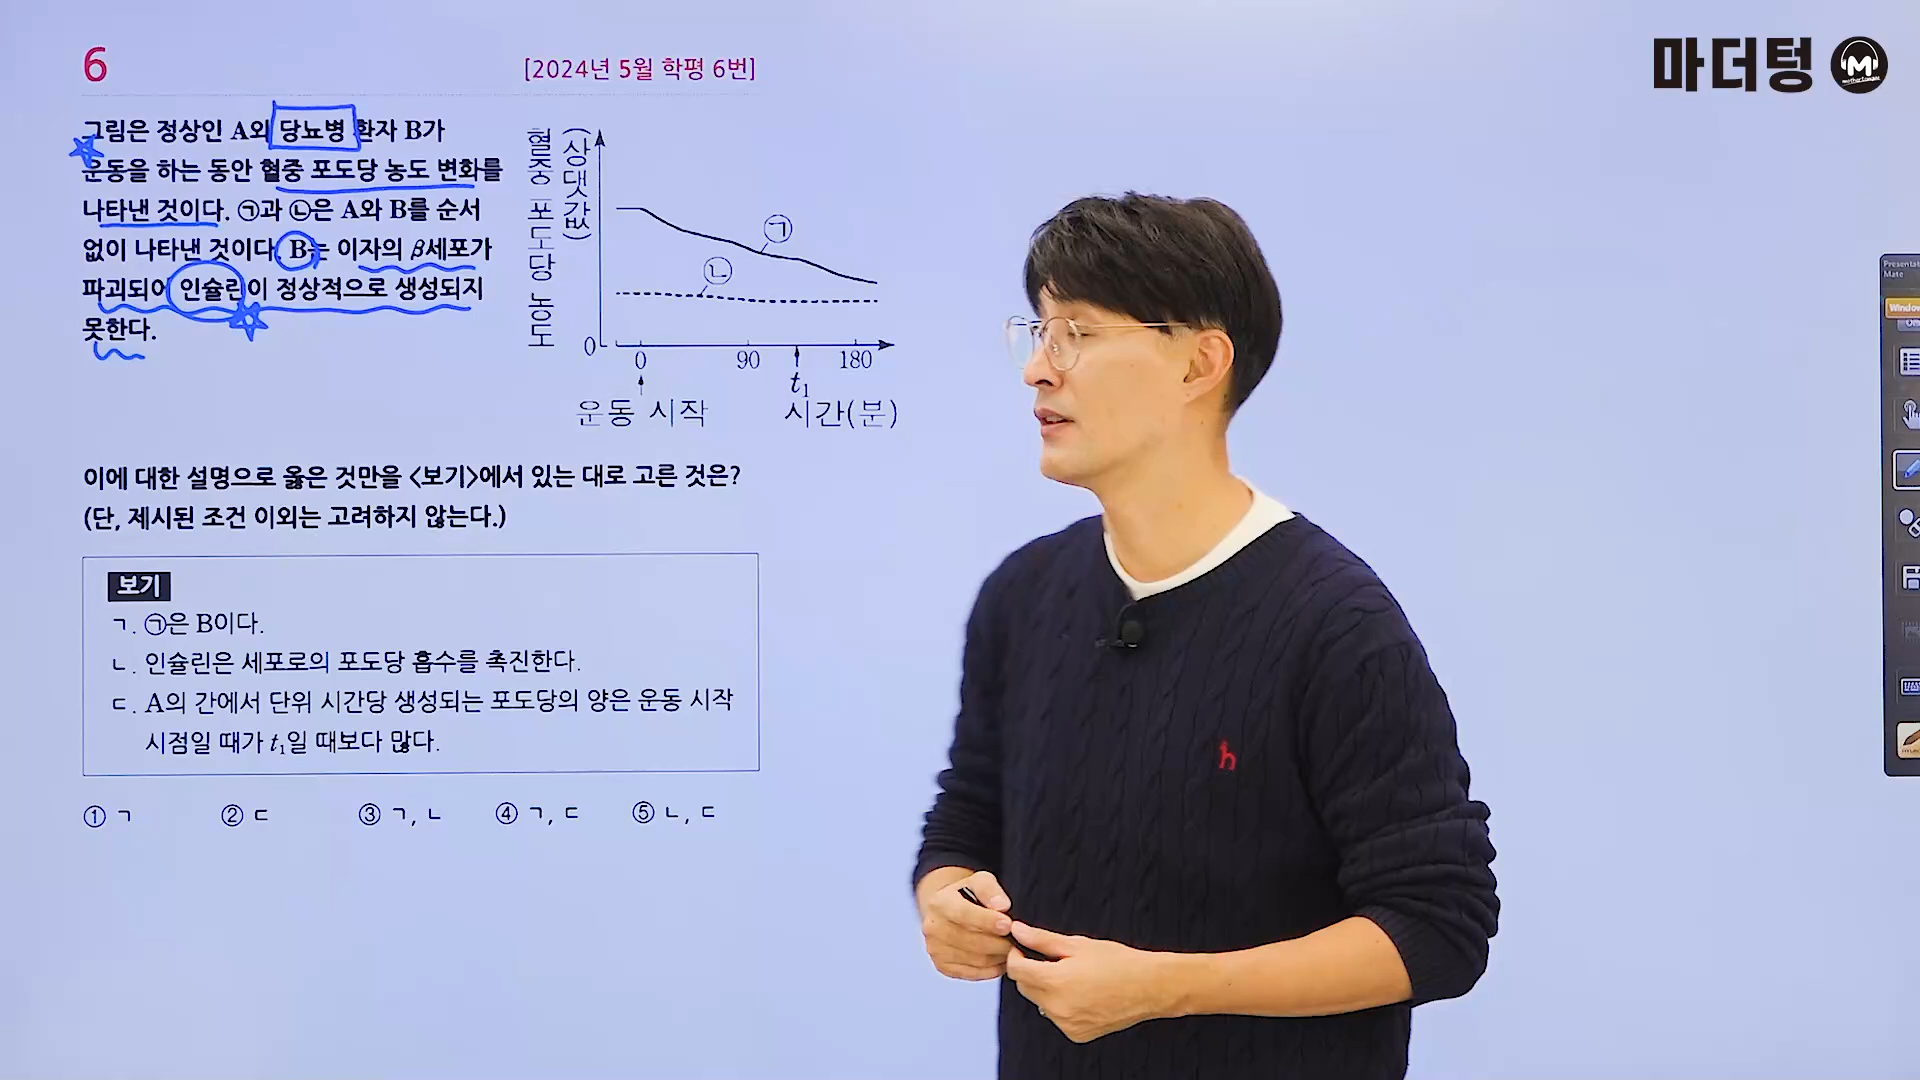 6
[2024년 5월 학평 6번]
마더텅
그림은 정상인 A와 당뇨병 환자 B가
운동을 하는 동안 혈중 포도당 농도 변화를
나타낸 것이다. ㉠과 ㉡은 A와 B를 순서
없이 나타낸 것이다. B는 이자의 β세포가
파괴되어 인슐린이 정상적으로 생성되지
못한다.
혈중 포도당 농도
(상댓값)
㉠
㉡
0
0 90 180
t₁
운동 시작 시간(분)
이에 대한 설명으로 옳은 것만을 <보기>에서 있는 대로 고른 것은?
(단, 제시된 조건 이외는 고려하지 않는다.)
보기
ㄱ. ㉠은 B이다.
ㄴ. 인슐린은 세포로의 포도당 흡수를 촉진한다.
ㄷ. A의 간에서 단위 시간당 생성되는 포도당의 양은 운동 시작
시점일 때가 t₁일 때보다 많다.
① ㄱ ② ㄷ ③ ㄱ, ㄴ ④ ㄱ, ㄷ ⑤ ㄴ, ㄷ